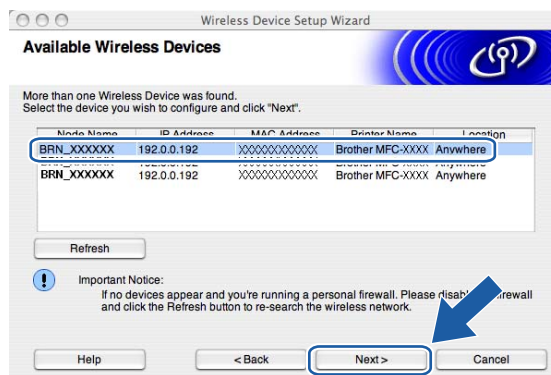 Wireless Device Setup Wizard
Available Wireless Devices
More than one Wireless Device was found.
Select the device you wish to configure and click "Next".
Node Name IP Address MAC Address Printer Name Location
BRN_XXXXXX 192.0.0.192 XXXXXXXXXXXX Brother MFC-XXXX Anywhere
BRN_XXXXXX 192.0.0.192 XXXXXXXXXXXX Brother MFC-XXXX Anywhere
Refresh
Important Notice:
If no devices appear and you're running a personal firewall. Please
and click the Refresh button to re-search the wireless network.
Help < Back Next > Cancel